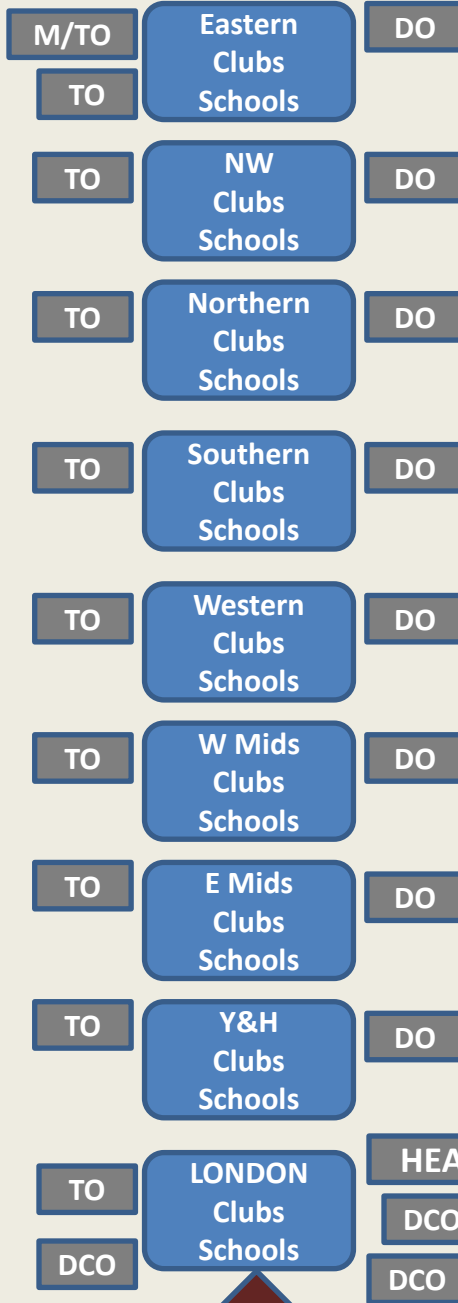 M/TO
TO
Eastern
Clubs
Schools
DO
TO
NW
Clubs
Schools
DO
TO
Northern
Clubs
Schools
DO
TO
Southern
Clubs
Schools
DO
TO
Western
Clubs
Schools
DO
TO
W Mids
Clubs
Schools
DO
TO
E Mids
Clubs
Schools
DO
TO
Y&H
Clubs
Schools
DO
TO
DCO
LONDON
Clubs
Schools
HEA
DCO
DCO